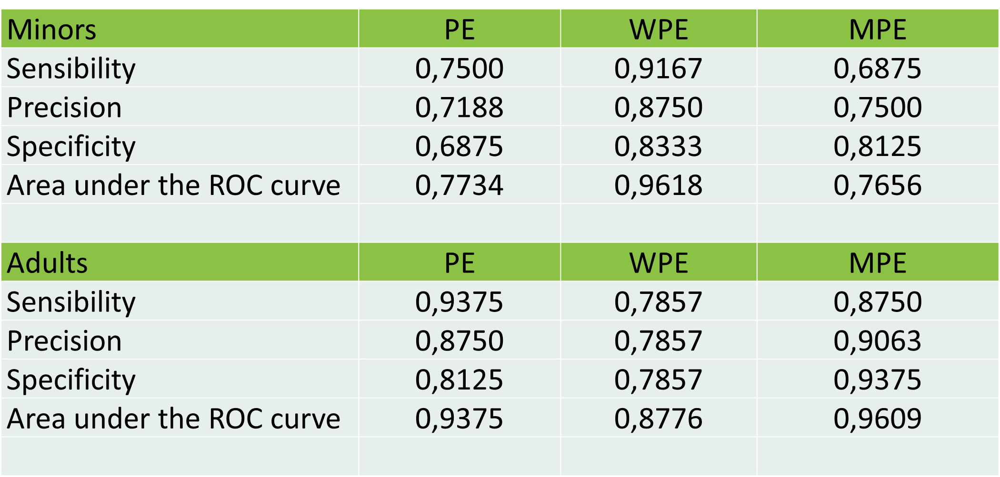 Minors PE WPE MPE
Sensibility 0,7500 0,9167 0,6875
Precision 0,7188 0,8750 0,7500
Specificity 0,6875 0,8333 0,8125
Area under the ROC curve 0,7734 0,9618 0,7656
Adults PE WPE MPE
Sensibility 0,9375 0,7857 0,8750
Precision 0,8750 0,7857 0,9063
Specificity 0,8125 0,7857 0,9375
Area under the ROC curve 0,9375 0,8776 0,9609